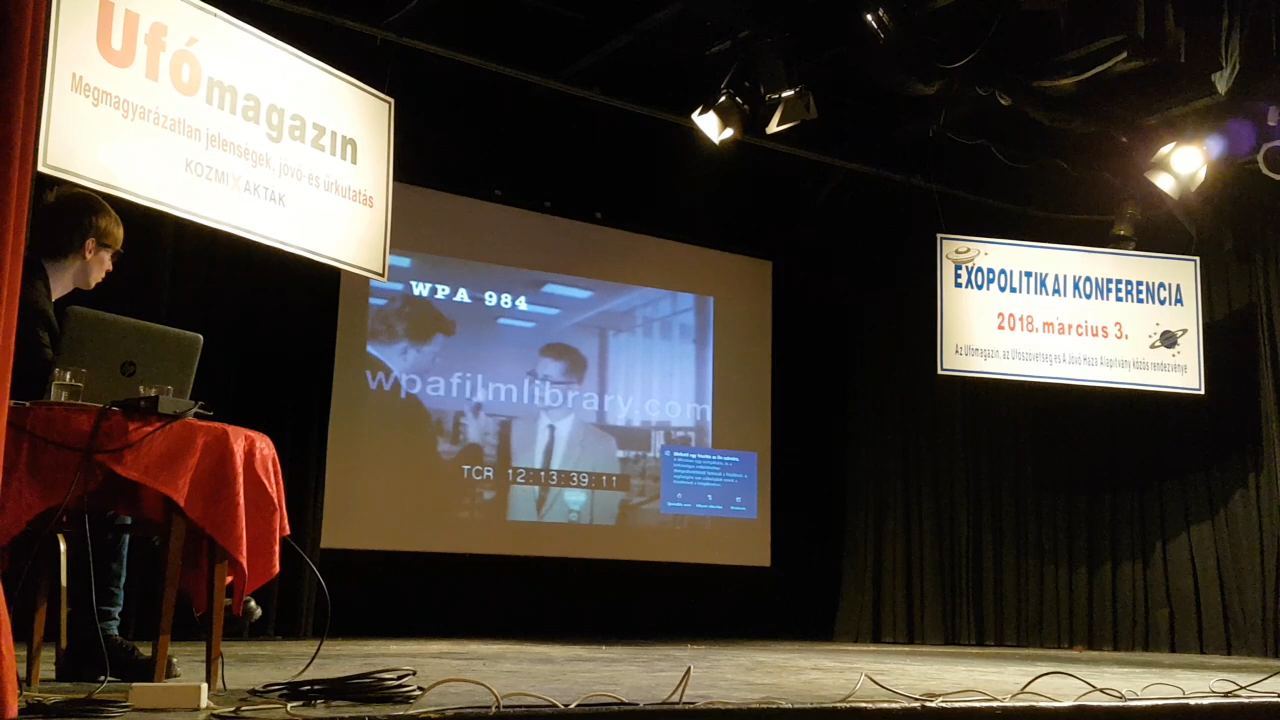 Ufómagazin
Megmagyarázatlan jelenségek, jövő-és űrkutatás
KOZMIXAKTAK
WPA 984
wpafilmlibrary.com
TCR 12:13:39:11
EXOPOLITIKAI KONFERENCIA
2018. március 3.
Az Ufómagazin, az Ufószövetség és A Jövő Háza Alapítvány közös rendezvénye
hp